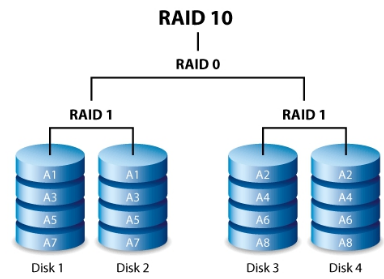 RAID 10
RAID 0
RAID 1 RAID 1
A1 A1 A2 A2
A3 A3 A4 A4
A5 A5 A6 A6
A7 A7 A8 A8
Disk 1 Disk 2 Disk 3 Disk 4